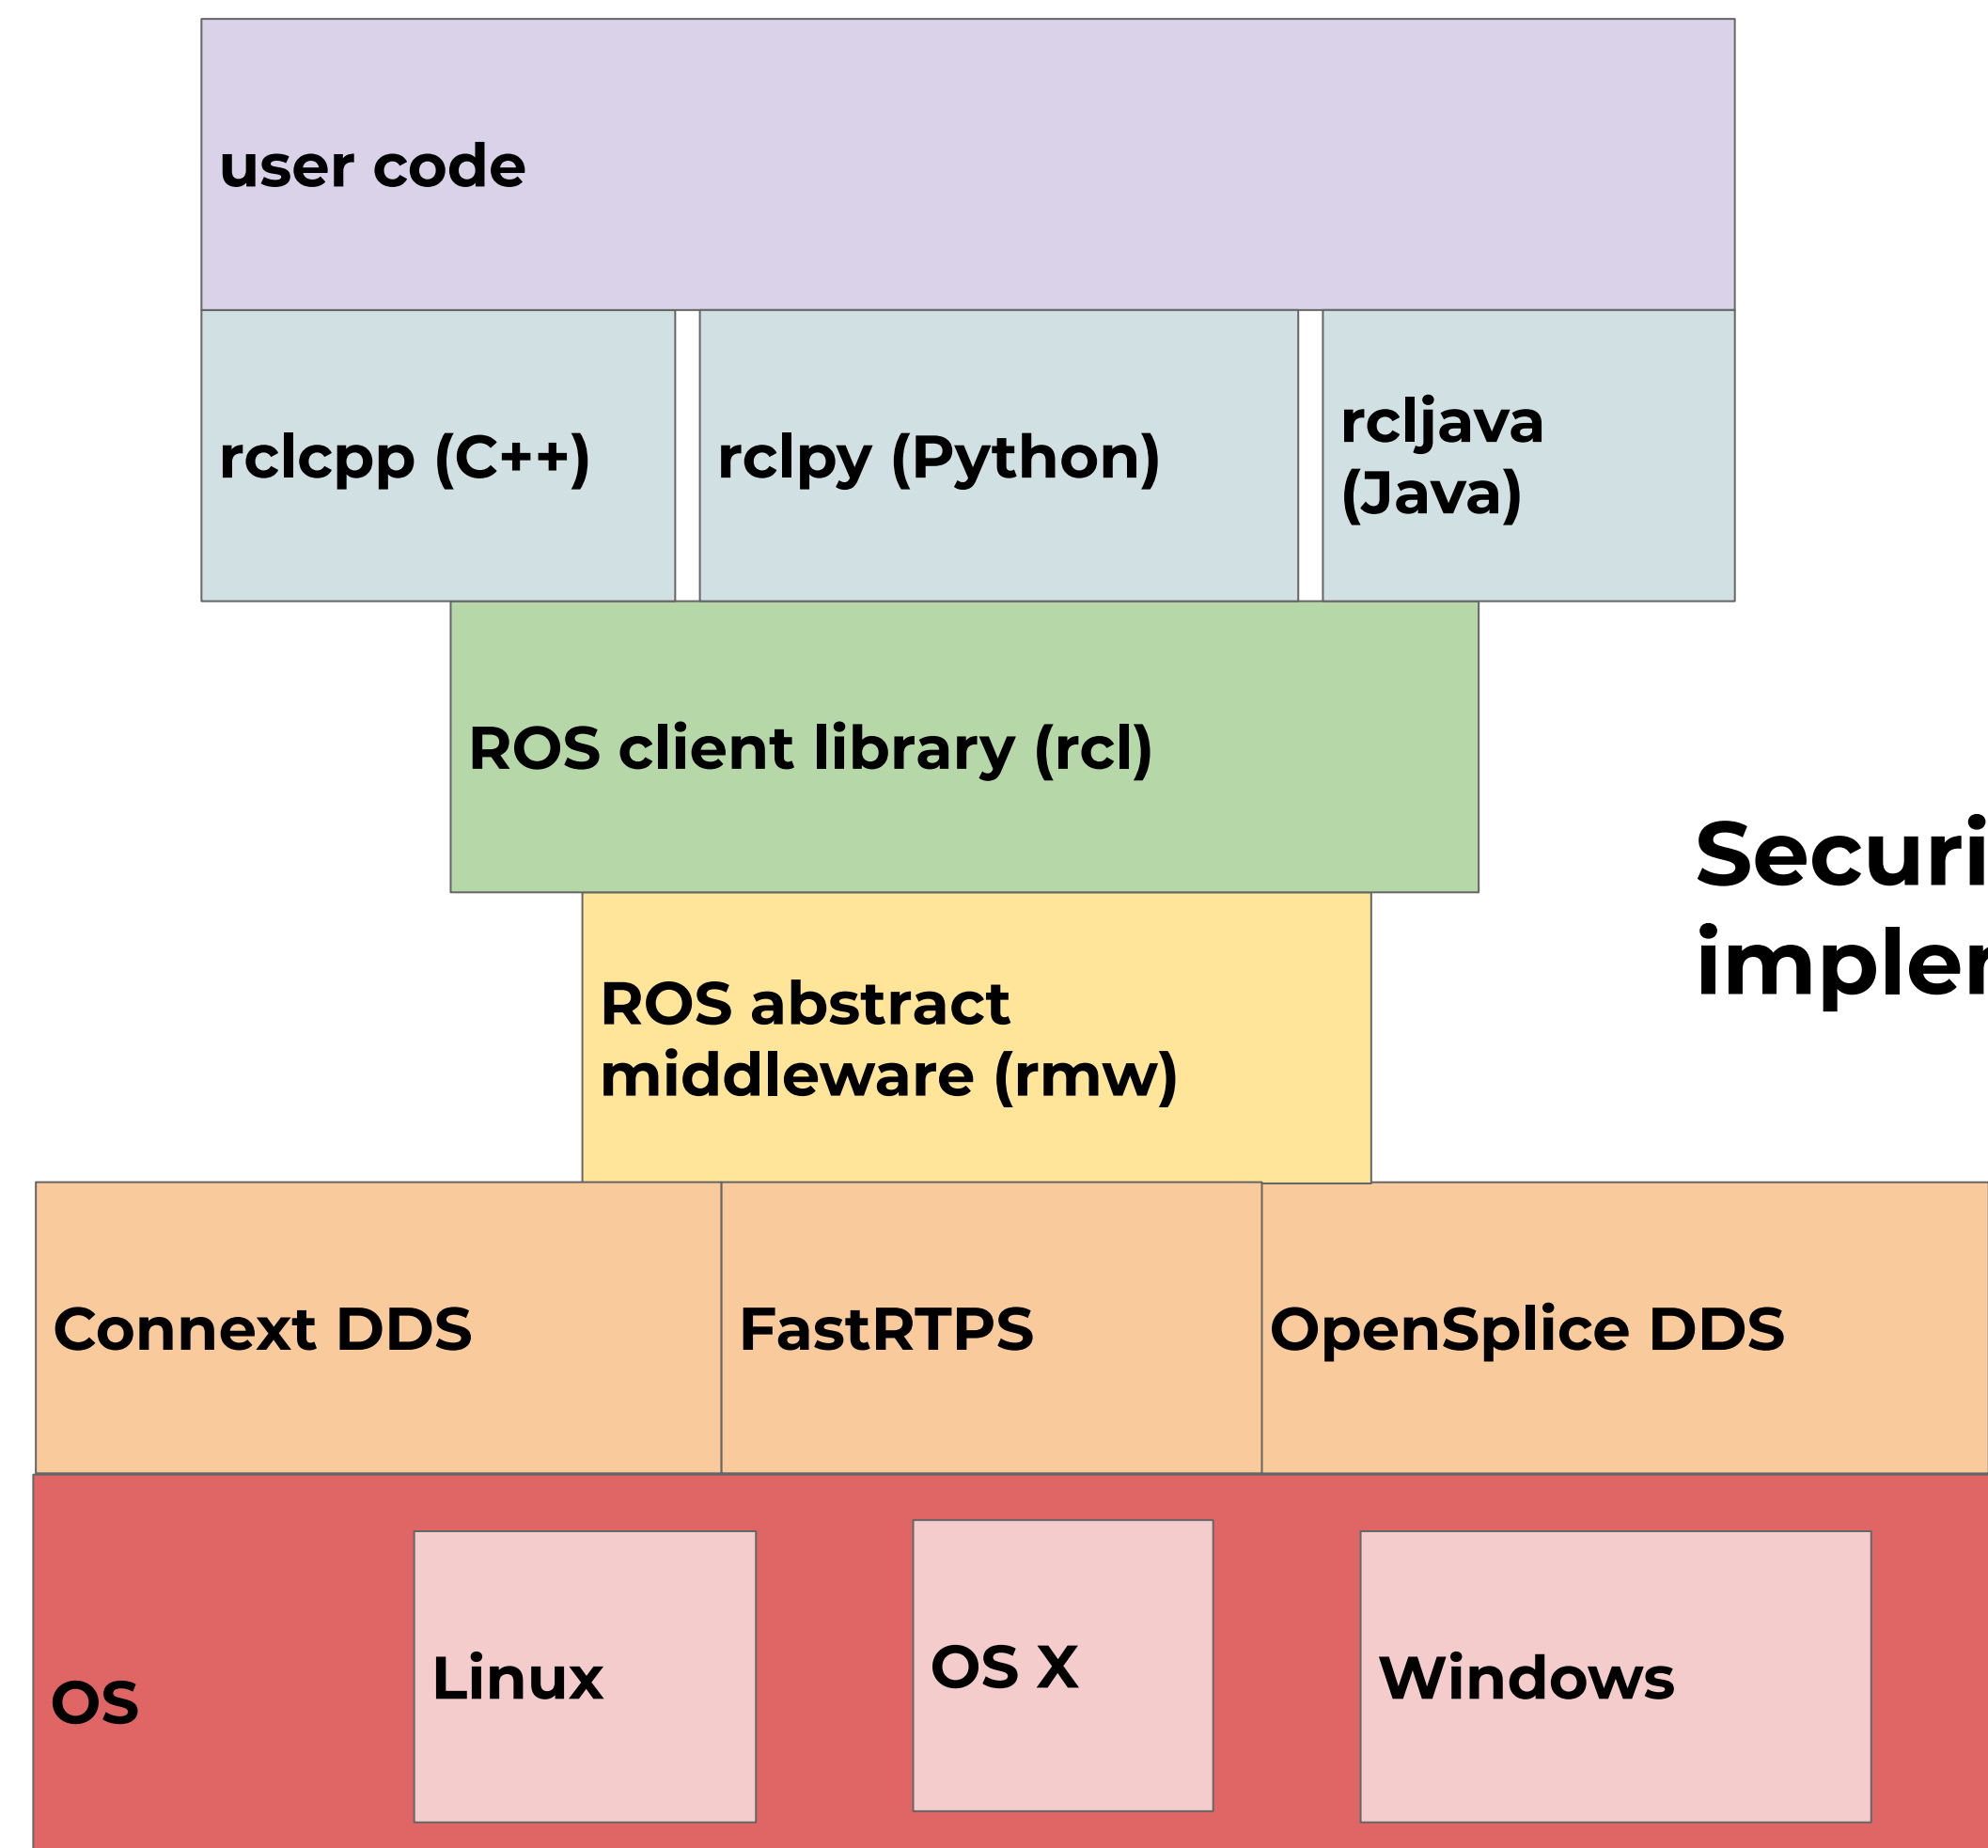 user code
rclcpp (C++)
rclpy (Python)
rcljava
(Java)
ROS client library (rcl)
ROS abstract
middleware (rmw)
Connext DDS
FastRTPS
OpenSplice DDS
OS
Linux
OS X
Windows